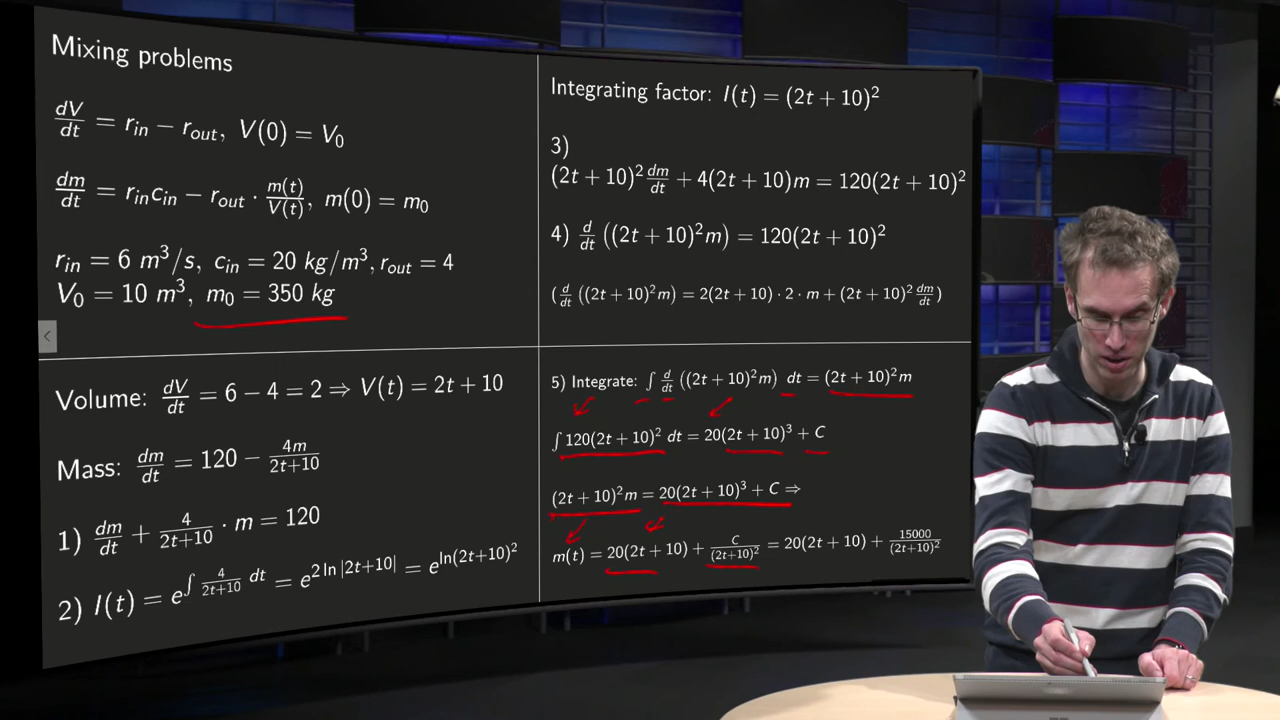 Mixing problems
dV/dt = r_in − r_out, V(0) = V_0
dm/dt = r_in c_in − r_out · m(t)/V(t), m(0) = m_0
r_in = 6 m³/s, c_in = 20 kg/m³, r_out = 4
V_0 = 10 m³, m_0 = 350 kg
Volume: dV/dt = 6 − 4 = 2 ⇒ V(t) = 2t + 10
Mass: dm/dt = 120 − 4m/(2t+10)
1) dm/dt + 4/(2t+10) · m = 120
2) I(t) = e^{∫ 4/(2t+10) dt} = e^{2 ln|2t+10|} = e^{ln(2t+10)²}
Integrating factor: I(t) = (2t + 10)²
3)
(2t + 10)² dm/dt + 4(2t + 10)m = 120(2t + 10)²
4) d/dt ((2t + 10)²m) = 120(2t + 10)²
(d/dt ((2t + 10)²m) = 2(2t + 10) · 2 · m + (2t + 10)² dm/dt)
5) Integrate: ∫ d/dt ((2t + 10)²m) dt = (2t + 10)²m
∫ 120(2t + 10)² dt = 20(2t + 10)³ + C
(2t + 10)²m = 20(2t + 10)³ + C ⇒
m(t) = 20(2t + 10) + C/(2t+10)² = 20(2t + 10) + 15000/(2t+10)²